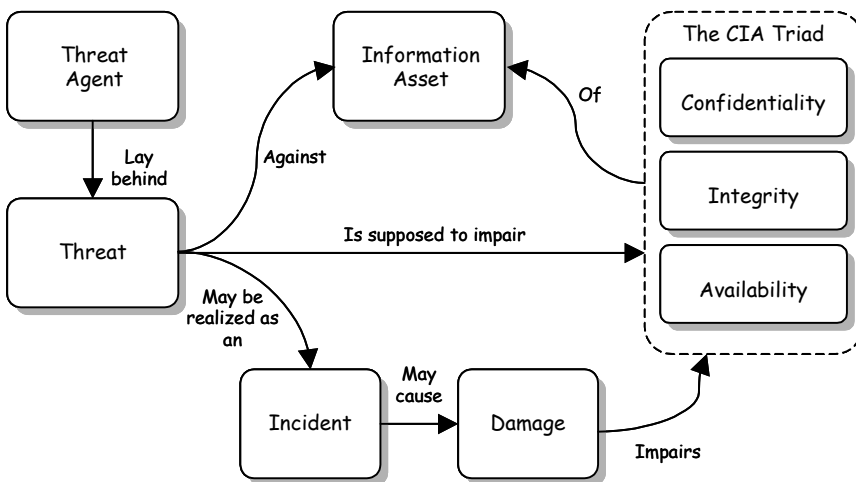 Threat
Agent
Information
Asset
The CIA Triad
Confidentiality
Of
Lay
behind
Against
Integrity
Threat
Is supposed to impair
Availability
May be
realized as
an
Incident
May
cause
Damage
Impairs